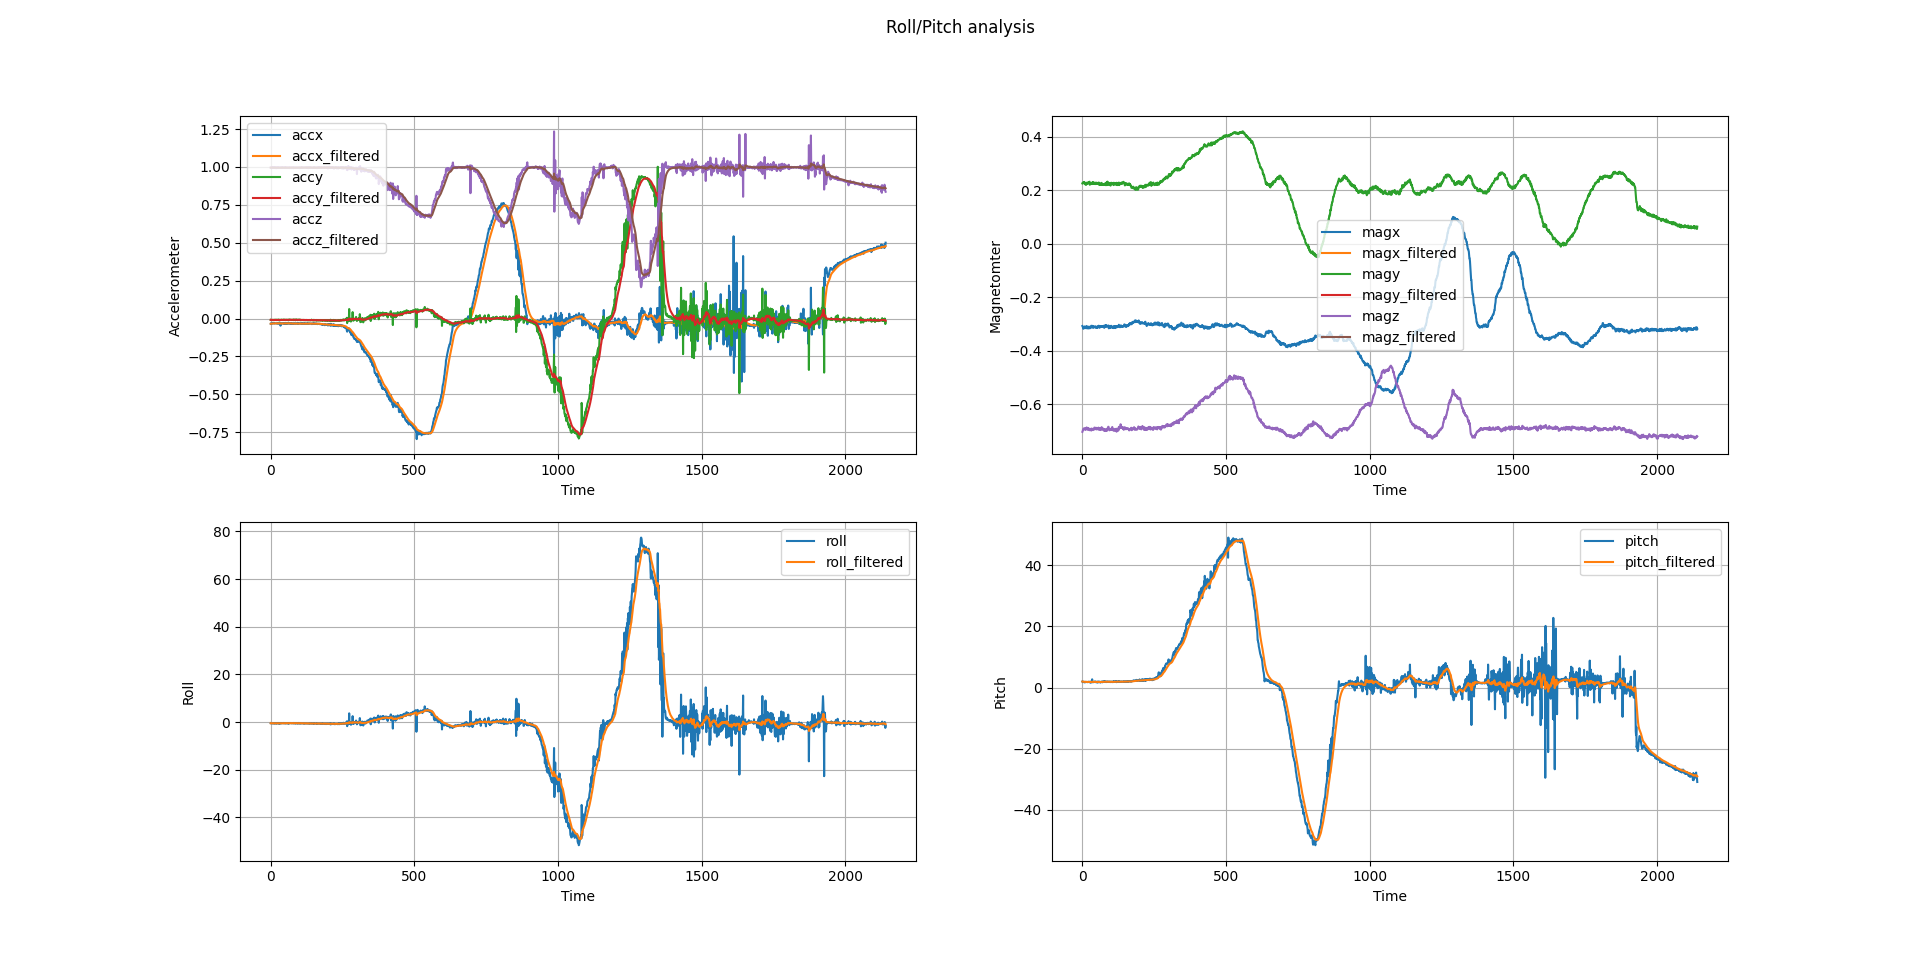 Roll/Pitch analysis
accx
accx_filtered
accy
accy_filtered
accz
accz_filtered
1.25
1.00
0.75
0.50
0.25
0.00
−0.25
−0.50
−0.75
Accelerometer
0 500 1000 1500 2000
Time
magx
magx_filtered
magy
magy_filtered
magz
magz_filtered
0.4
0.2
0.0
−0.2
−0.4
−0.6
Magnetomter
0 500 1000 1500 2000
Time
roll
roll_filtered
80
60
40
20
0
−20
−40
Roll
0 500 1000 1500 2000
Time
pitch
pitch_filtered
40
20
0
−20
−40
Pitch
0 500 1000 1500 2000
Time